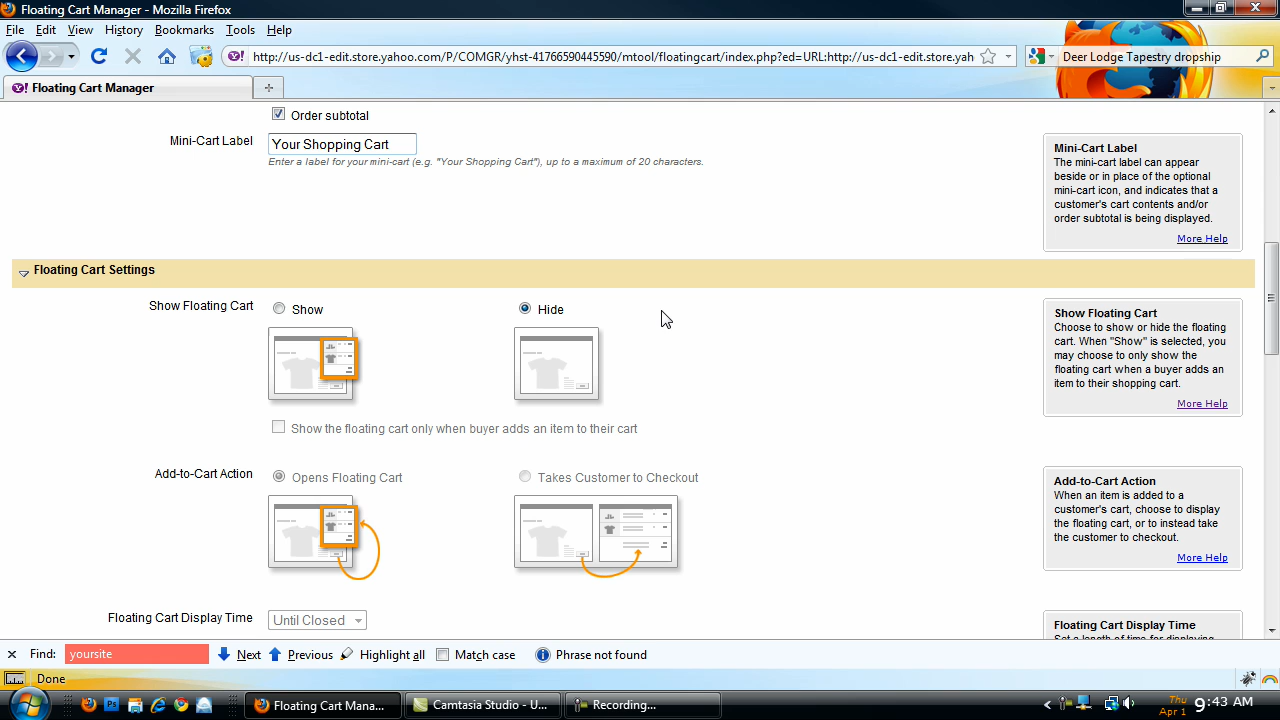 Floating Cart Manager - Mozilla Firefox
File Edit View History Bookmarks Tools Help
http://us-dc1-edit.store.yahoo.com/P/COMGR/yhst-41766590445590/mtool/floatingcart/index.php?ed=URL:http://us-dc1-edit.store.yah
Deer Lodge Tapestry dropship
Floating Cart Manager
Order subtotal
Mini-Cart Label
Your Shopping Cart
Enter a label for your mini-cart (e.g. "Your Shopping Cart"), up to a maximum of 20 characters.
Mini-Cart Label
The mini-cart label can appear
beside or in place of the optional
mini-cart icon, and indicates that a
customer's cart contents and/or
order subtotal is being displayed.
More Help
Floating Cart Settings
Show Floating Cart
Show
Hide
Show Floating Cart
Choose to show or hide the floating
cart. When "Show" is selected, you
may choose to only show the
floating cart when a buyer adds an
item to their shopping cart.
More Help
Show the floating cart only when buyer adds an item to their cart
Add-to-Cart Action
Opens Floating Cart
Takes Customer to Checkout
Add-to-Cart Action
When an item is added to a
customer's cart, choose to display
the floating cart, or to instead take
the customer to checkout.
More Help
Floating Cart Display Time
Until Closed
Floating Cart Display Time
Set a length of time for displaying
Find: yoursite Next Previous Highlight all Match case Phrase not found
Done
Floating Cart Mana...
Camtasia Studio - U...
Recording...
Thu
Apr 1
9:43 AM